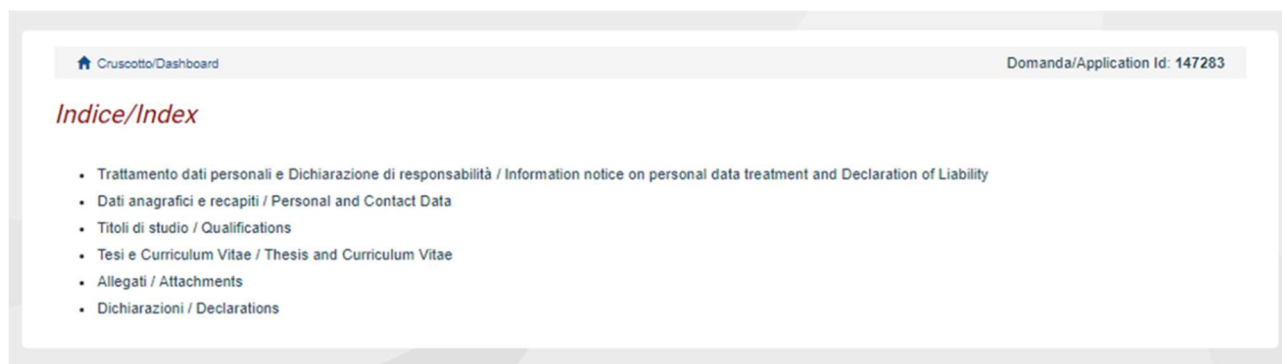 Cruscotto/Dashboard Domanda/Application Id: 147283
Indice/Index
Trattamento dati personali e Dichiarazione di responsabilità / Information notice on personal data treatment and Declaration of Liability
Dati anagrafici e recapiti / Personal and Contact Data
Titoli di studio / Qualifications
Tesi e Curriculum Vitae / Thesis and Curriculum Vitae
Allegati / Attachments
Dichiarazioni / Declarations